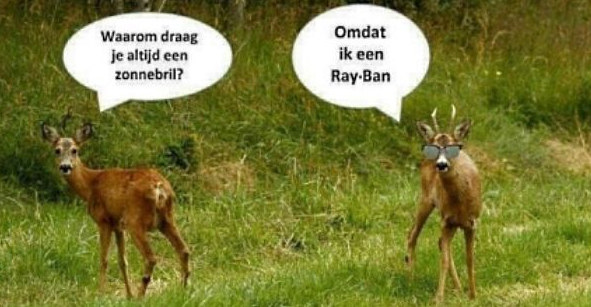 Waarom draag
je altijd een
zonnebril?
Omdat
ik een
Ray·Ban